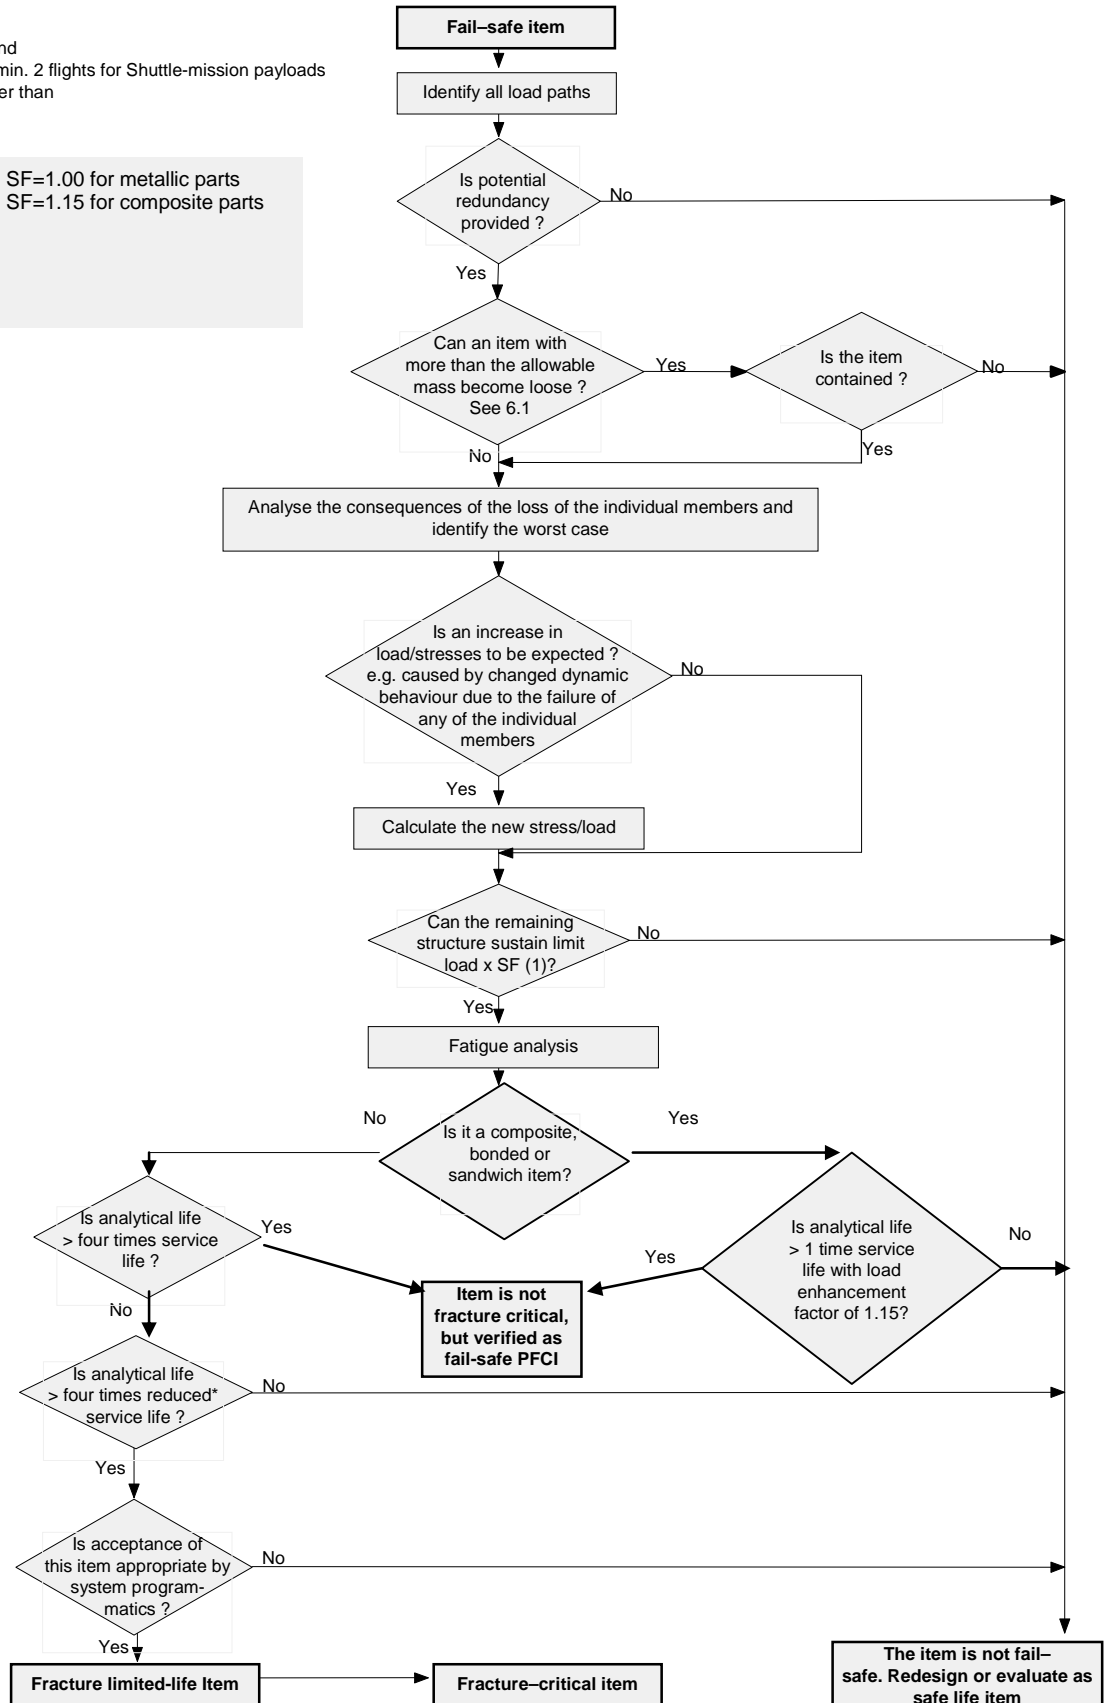 Fail–safe item
min. 2 flights for Shuttle-mission payloads
than
Identify all load paths
SF=1.00 for metallic parts
SF=1.15 for composite parts
Is potential
redundancy
provided ?
No
Yes
Can an item with
more than the allowable
mass become loose ?
See 6.1
Yes
Is the item
contained ?
No
Yes
No
Analyse the consequences of the loss of the individual members and
identify the worst case
Is an increase in
load/stresses to be expected ?
e.g. caused by changed dynamic
behaviour due to the failure of
any of the individual
members
No
Yes
Calculate the new stress/load
Can the remaining
structure sustain limit
load x SF (1)?
No
Yes
Fatigue analysis
No
Yes
Is it a composite,
bonded or
sandwich item?
Is analytical life
> four times service
life ?
Yes
Is analytical life
> 1 time service
life with load
enhancement
factor of 1.15?
No
Yes
Item is not
fracture critical,
but verified as
fail-safe PFCI
No
Is analytical life
> four times reduced*
service life ?
No
Yes
Is acceptance of
this item appropriate by
system program-
matics ?
No
Yes
Fracture limited-life Item
Fracture–critical item
The item is not fail–
safe. Redesign or evaluate as
safe life item